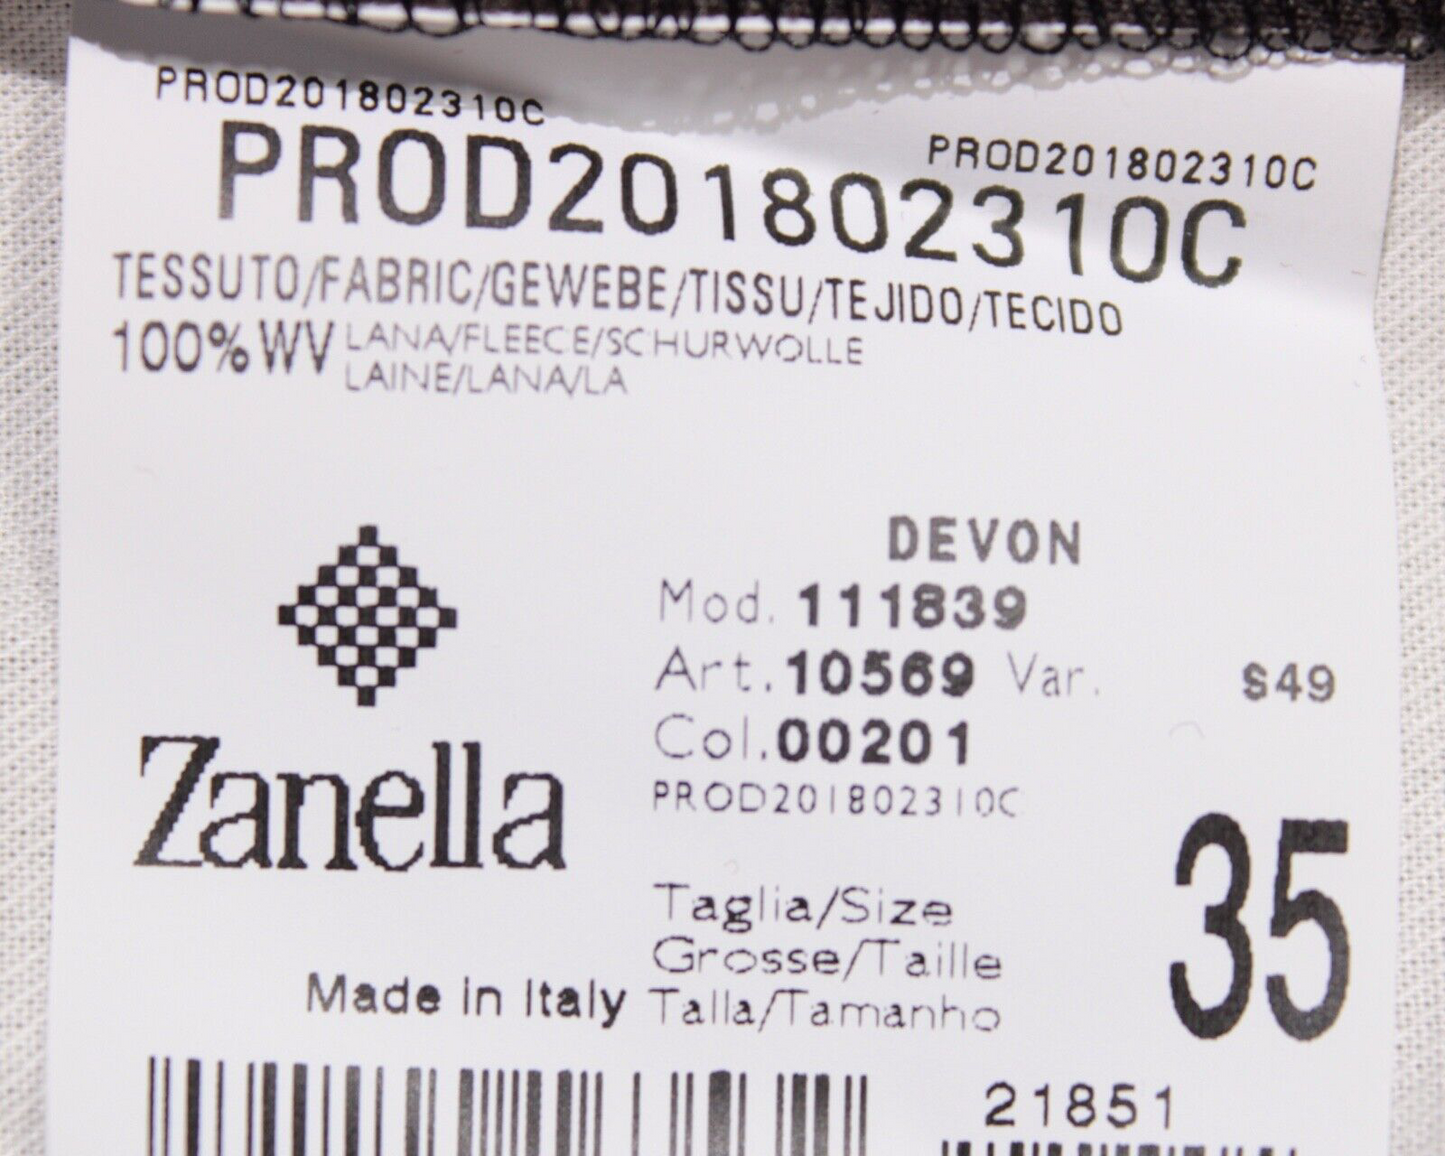 PROD201802310C
PROD201802310C
PROD201802310C
TESSUTO/FABRIC/GEWEBE/TISSU/TEJIDO/TECIDO
100% WV LANA/FLEECE/SCHURWOLLE
LAINE/LANA/LA
DEVON
Mod. 111839
Art. 10569 Var. S49
Col. 00201
PROD201802310C
Zanella
Taglia/Size
Grosse/Taille
Talla/Tamanho
35
Made in Italy
21851